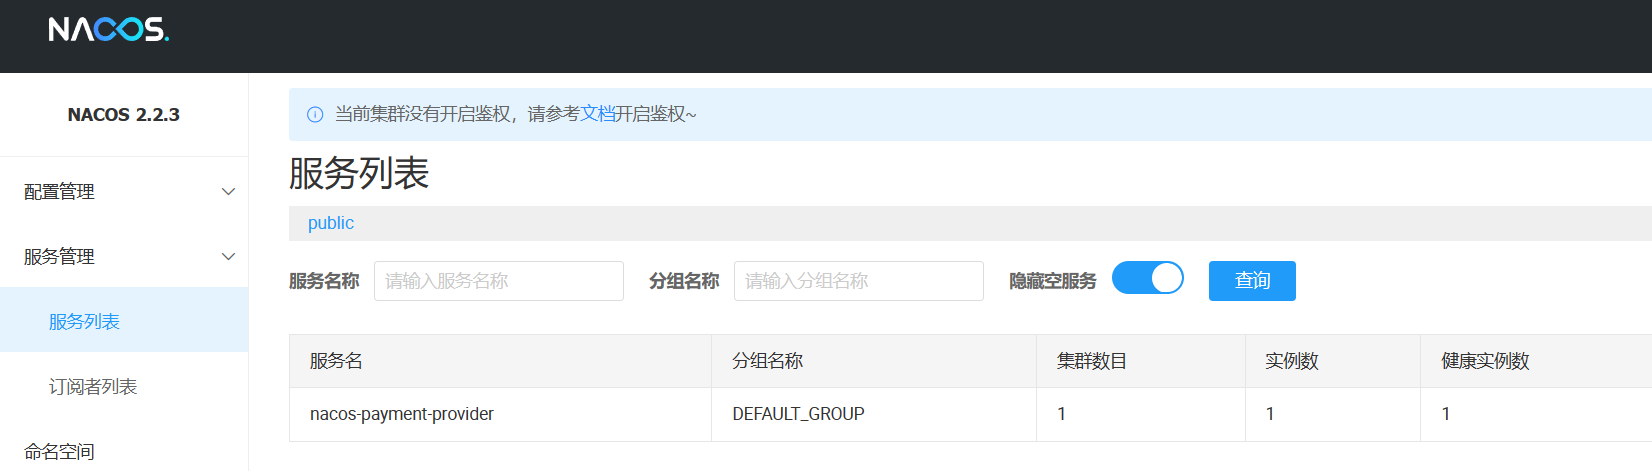 NACOS.
NACOS 2.2.3
配置管理
服务管理
服务列表
订阅者列表
命名空间
当前集群没有开启鉴权，请参考文档开启鉴权~
服务列表
public
服务名称 请输入服务名称 分组名称 请输入分组名称 隐藏空服务 查询
服务名 分组名称 集群数目 实例数 健康实例数
nacos-payment-provider DEFAULT_GROUP 1 1 1